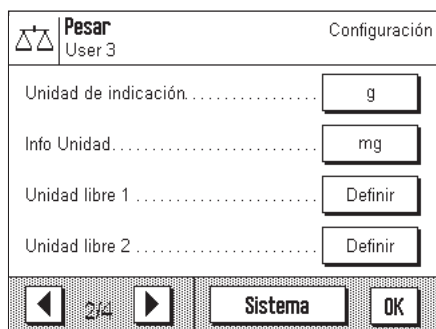 Pesar
User 3
Configuración
Unidad de indicación................. g
Info Unidad.......................... mg
Unidad libre 1 ....................... Definir
Unidad libre 2 ....................... Definir
2/4 Sistema OK